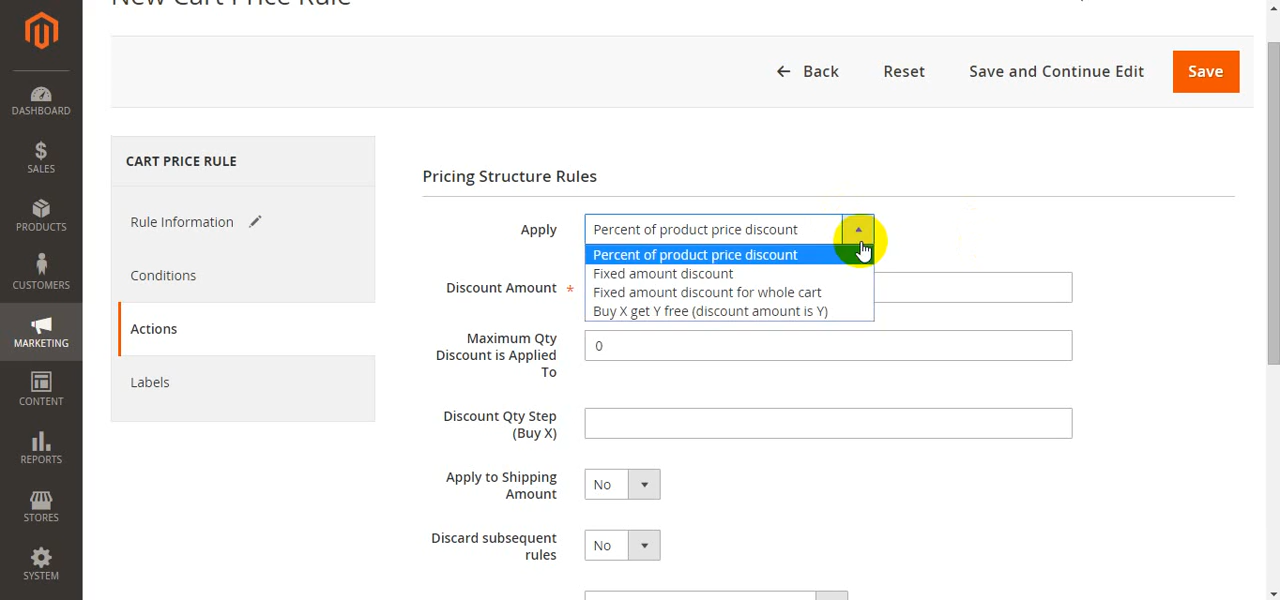 New Cart Price Rule
Back
Reset
Save and Continue Edit
Save
DASHBOARD
SALES
PRODUCTS
CUSTOMERS
MARKETING
CONTENT
REPORTS
STORES
SYSTEM
CART PRICE RULE
Rule Information
Conditions
Actions
Labels
Pricing Structure Rules
Apply
Percent of product price discount
Percent of product price discount
Fixed amount discount
Fixed amount discount for whole cart
Buy X get Y free (discount amount is Y)
Discount Amount *
Maximum Qty
Discount is Applied
To
0
Discount Qty Step
(Buy X)
Apply to Shipping
Amount
No
Discard subsequent
rules
No